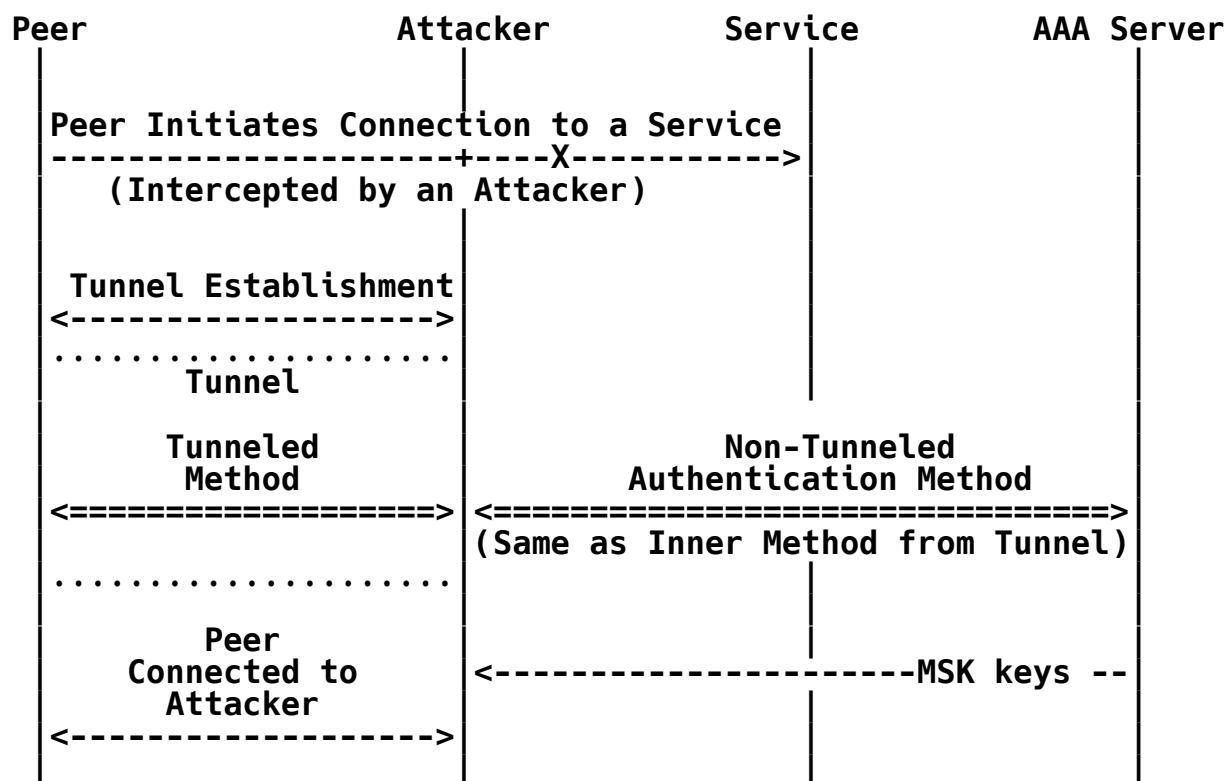 Peer Attacker Service AAA Server
Peer Initiates Connection to a Service
---------------------+----X----------->
(Intercepted by an Attacker)
Tunnel Establishment
<------------------->
.....................
Tunnel
Tunneled Non-Tunneled
Method Authentication Method
<===================> <================================>
(Same as Inner Method from Tunnel)
.....................
Peer
Connected to <----------------------MSK keys --
Attacker
<------------------->